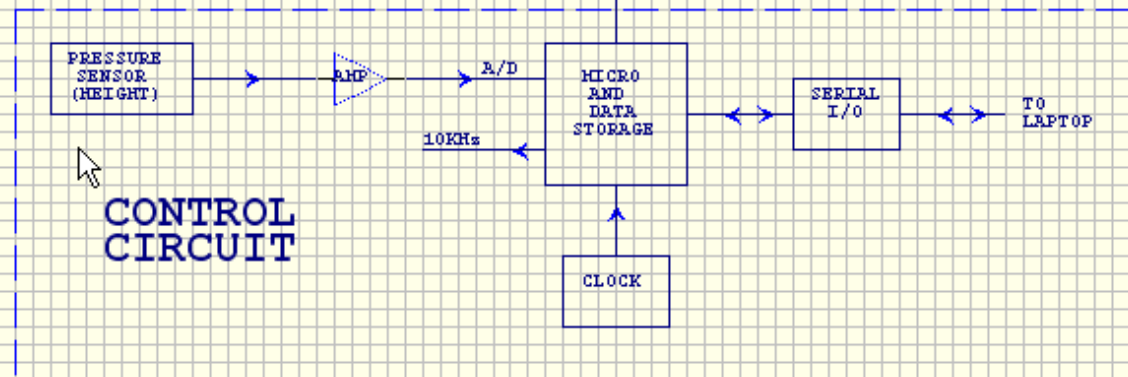 PRESSURE
SENSOR
(HEIGHT)
AMP
A/D
MICRO
AND
DATA
STORAGE
SERIAL
I/O
TO
LAPTOP
10KHz
CONTROL
CIRCUIT
CLOCK